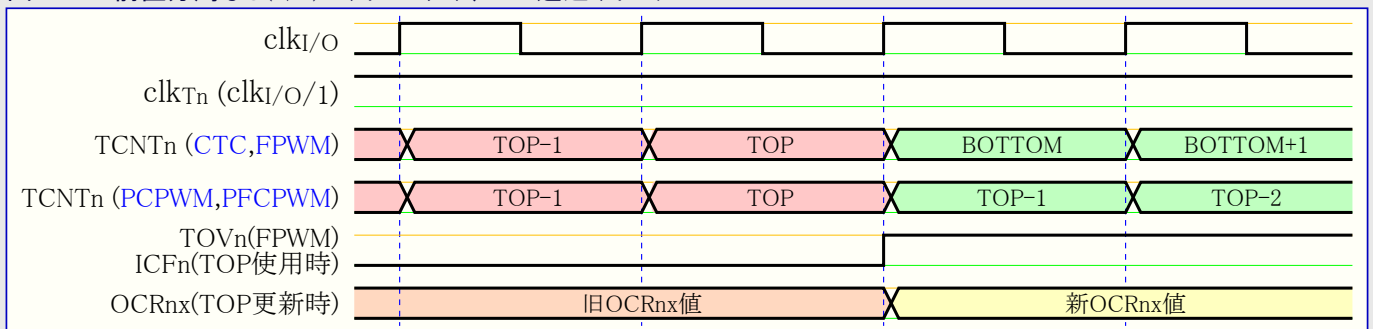 clkI/O
clkTn (clkI/O/1)
TCNTn (CTC,FPWM) TOP-1 TOP BOTTOM BOTTOM+1
TCNTn (PCPWM,PFCPWM) TOP-1 TOP TOP-1 TOP-2
TOVn(FPWM)
ICFn(TOP使用時)
OCRnx(TOP更新時) 旧OCRnx値 新OCRnx値